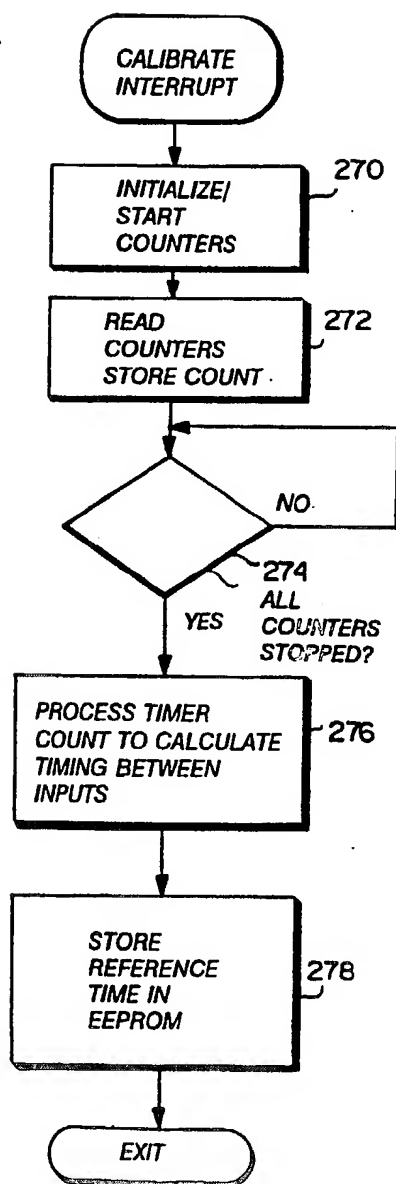 CALIBRATE
INTERRUPT
270
INITIALIZE/
START
COUNTERS
272
READ
COUNTERS
STORE COUNT
NO
274
ALL
COUNTERS
STOPPED?
YES
PROCESS TIMER
COUNT TO CALCULATE
TIMING BETWEEN
INPUTS
276
STORE
REFERENCE
TIME IN
EEPROM
278
EXIT